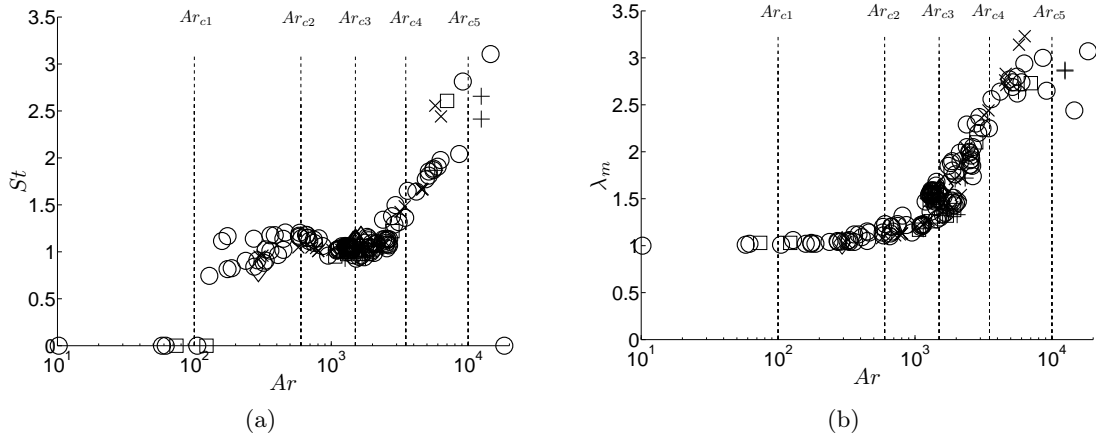 3.5
3
2.5
2
1.5
1
0.5
0
St
Ar_{c1} Ar_{c2} Ar_{c3} Ar_{c4} Ar_{c5}
10^1 10^2 10^3 10^4
Ar
(a)
3.5
3
2.5
2
1.5
1
0.5
0
λ_m
Ar_{c1} Ar_{c2} Ar_{c3} Ar_{c4} Ar_{c5}
10^1 10^2 10^3 10^4
Ar
(b)